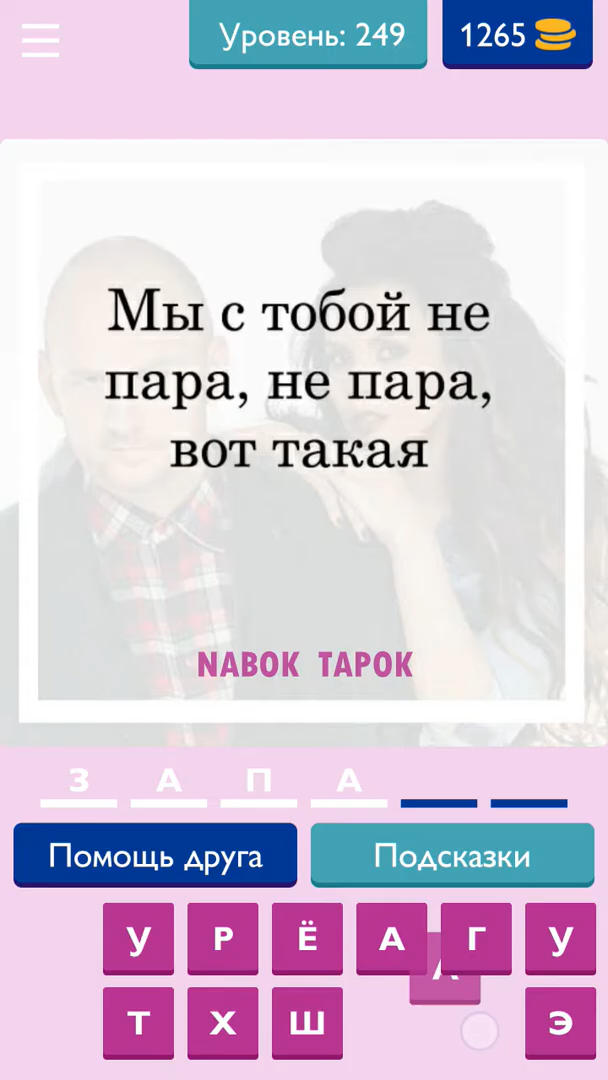 Уровень: 249
1265
Мы с тобой не
пара, не пара,
вот такая
NABOK TAPOK
З А П А
Помощь друга
Подсказки
У Р Ё А Г У
А
Т Х Ш Э